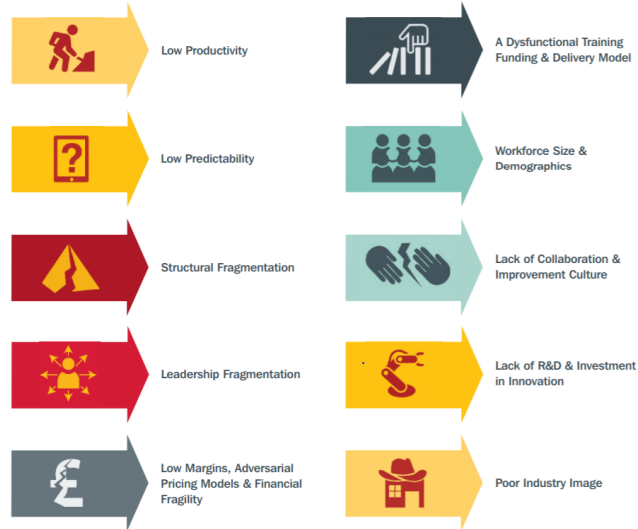 Low Productivity
Low Predictability
Structural Fragmentation
Leadership Fragmentation
Low Margins, Adversarial
Pricing Models & Financial
Fragility
A Dysfunctional Training
Funding & Delivery Model
Workforce Size &
Demographics
Lack of Collaboration &
Improvement Culture
Lack of R&D & Investment
in Innovation
Poor Industry Image